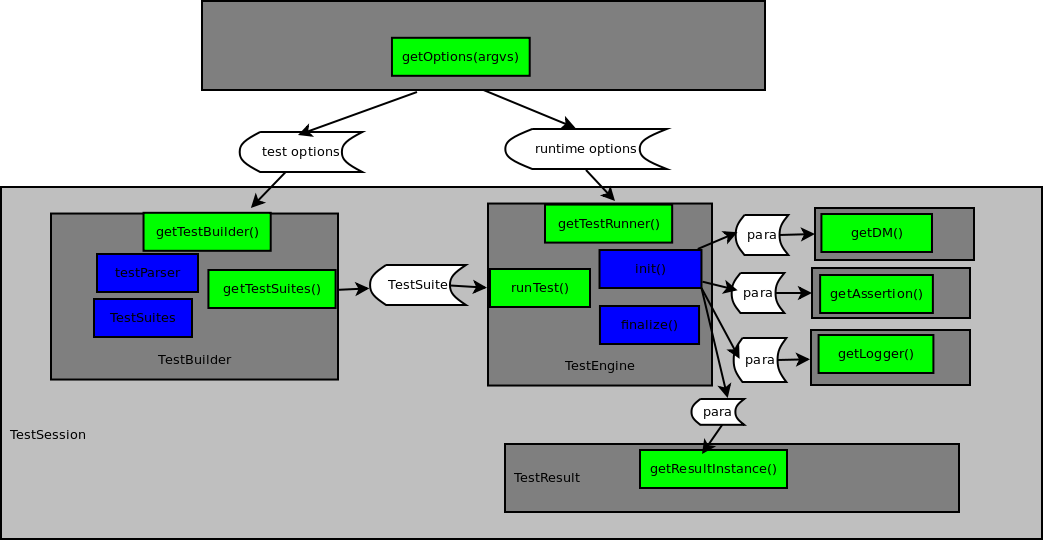 getOptions(argvs)
test options
runtime options
getTestBuilder()
testParser
getTestSuites()
TestSuites
TestBuilder
TestSuite
getTestRunner()
init()
runTest()
finalize()
TestEngine
para
getDM()
para
getAssertion()
para
getLogger()
para
TestSession
TestResult
getResultInstance()